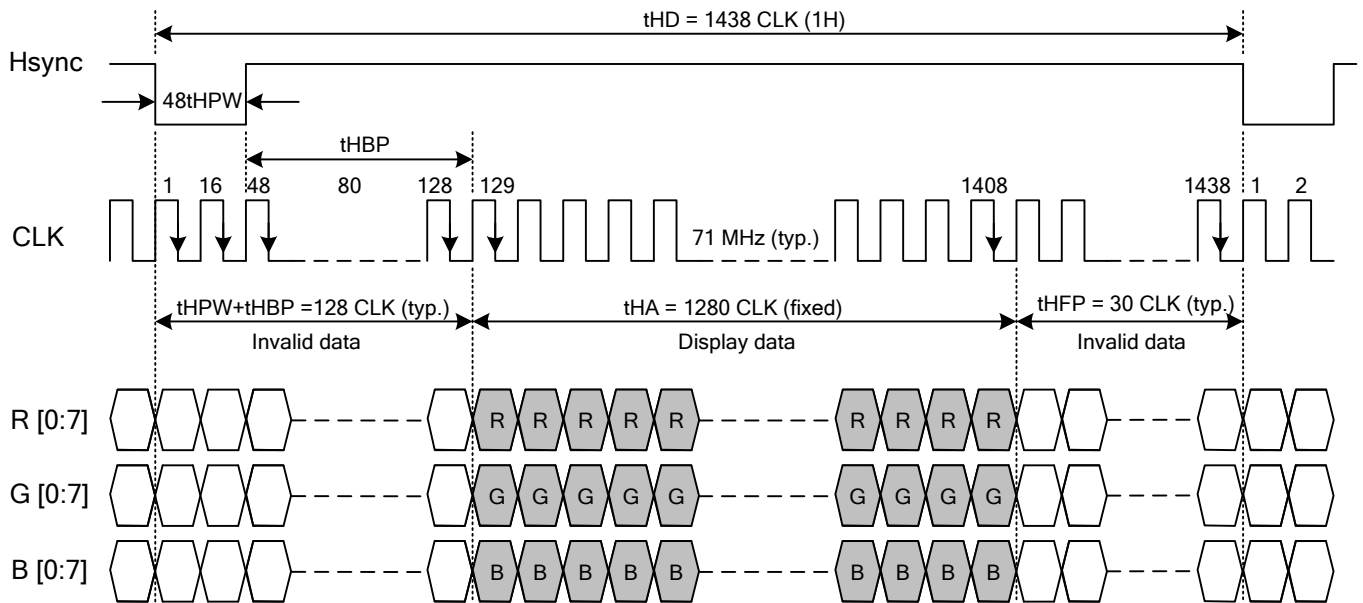 tHD = 1438 CLK (1H)
Hsync
48tHPW
tHBP
1 16 48 80 128 129 1408 1438 1 2
CLK
71 MHz (typ.)
tHPW+tHBP =128 CLK (typ.) tHA = 1280 CLK (fixed) tHFP = 30 CLK (typ.)
Invalid data Display data Invalid data
R [0:7] R R R R R R R R R
G [0:7] G G G G G G G G G
B [0:7] B B B B B B B B B